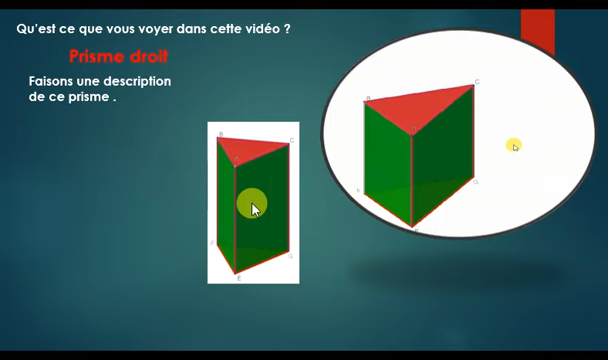 Qu'est ce que vous voyer dans cette vidéo ?
Prisme droit
Faisons une description
de ce prisme .
B
C
F
G
E
C